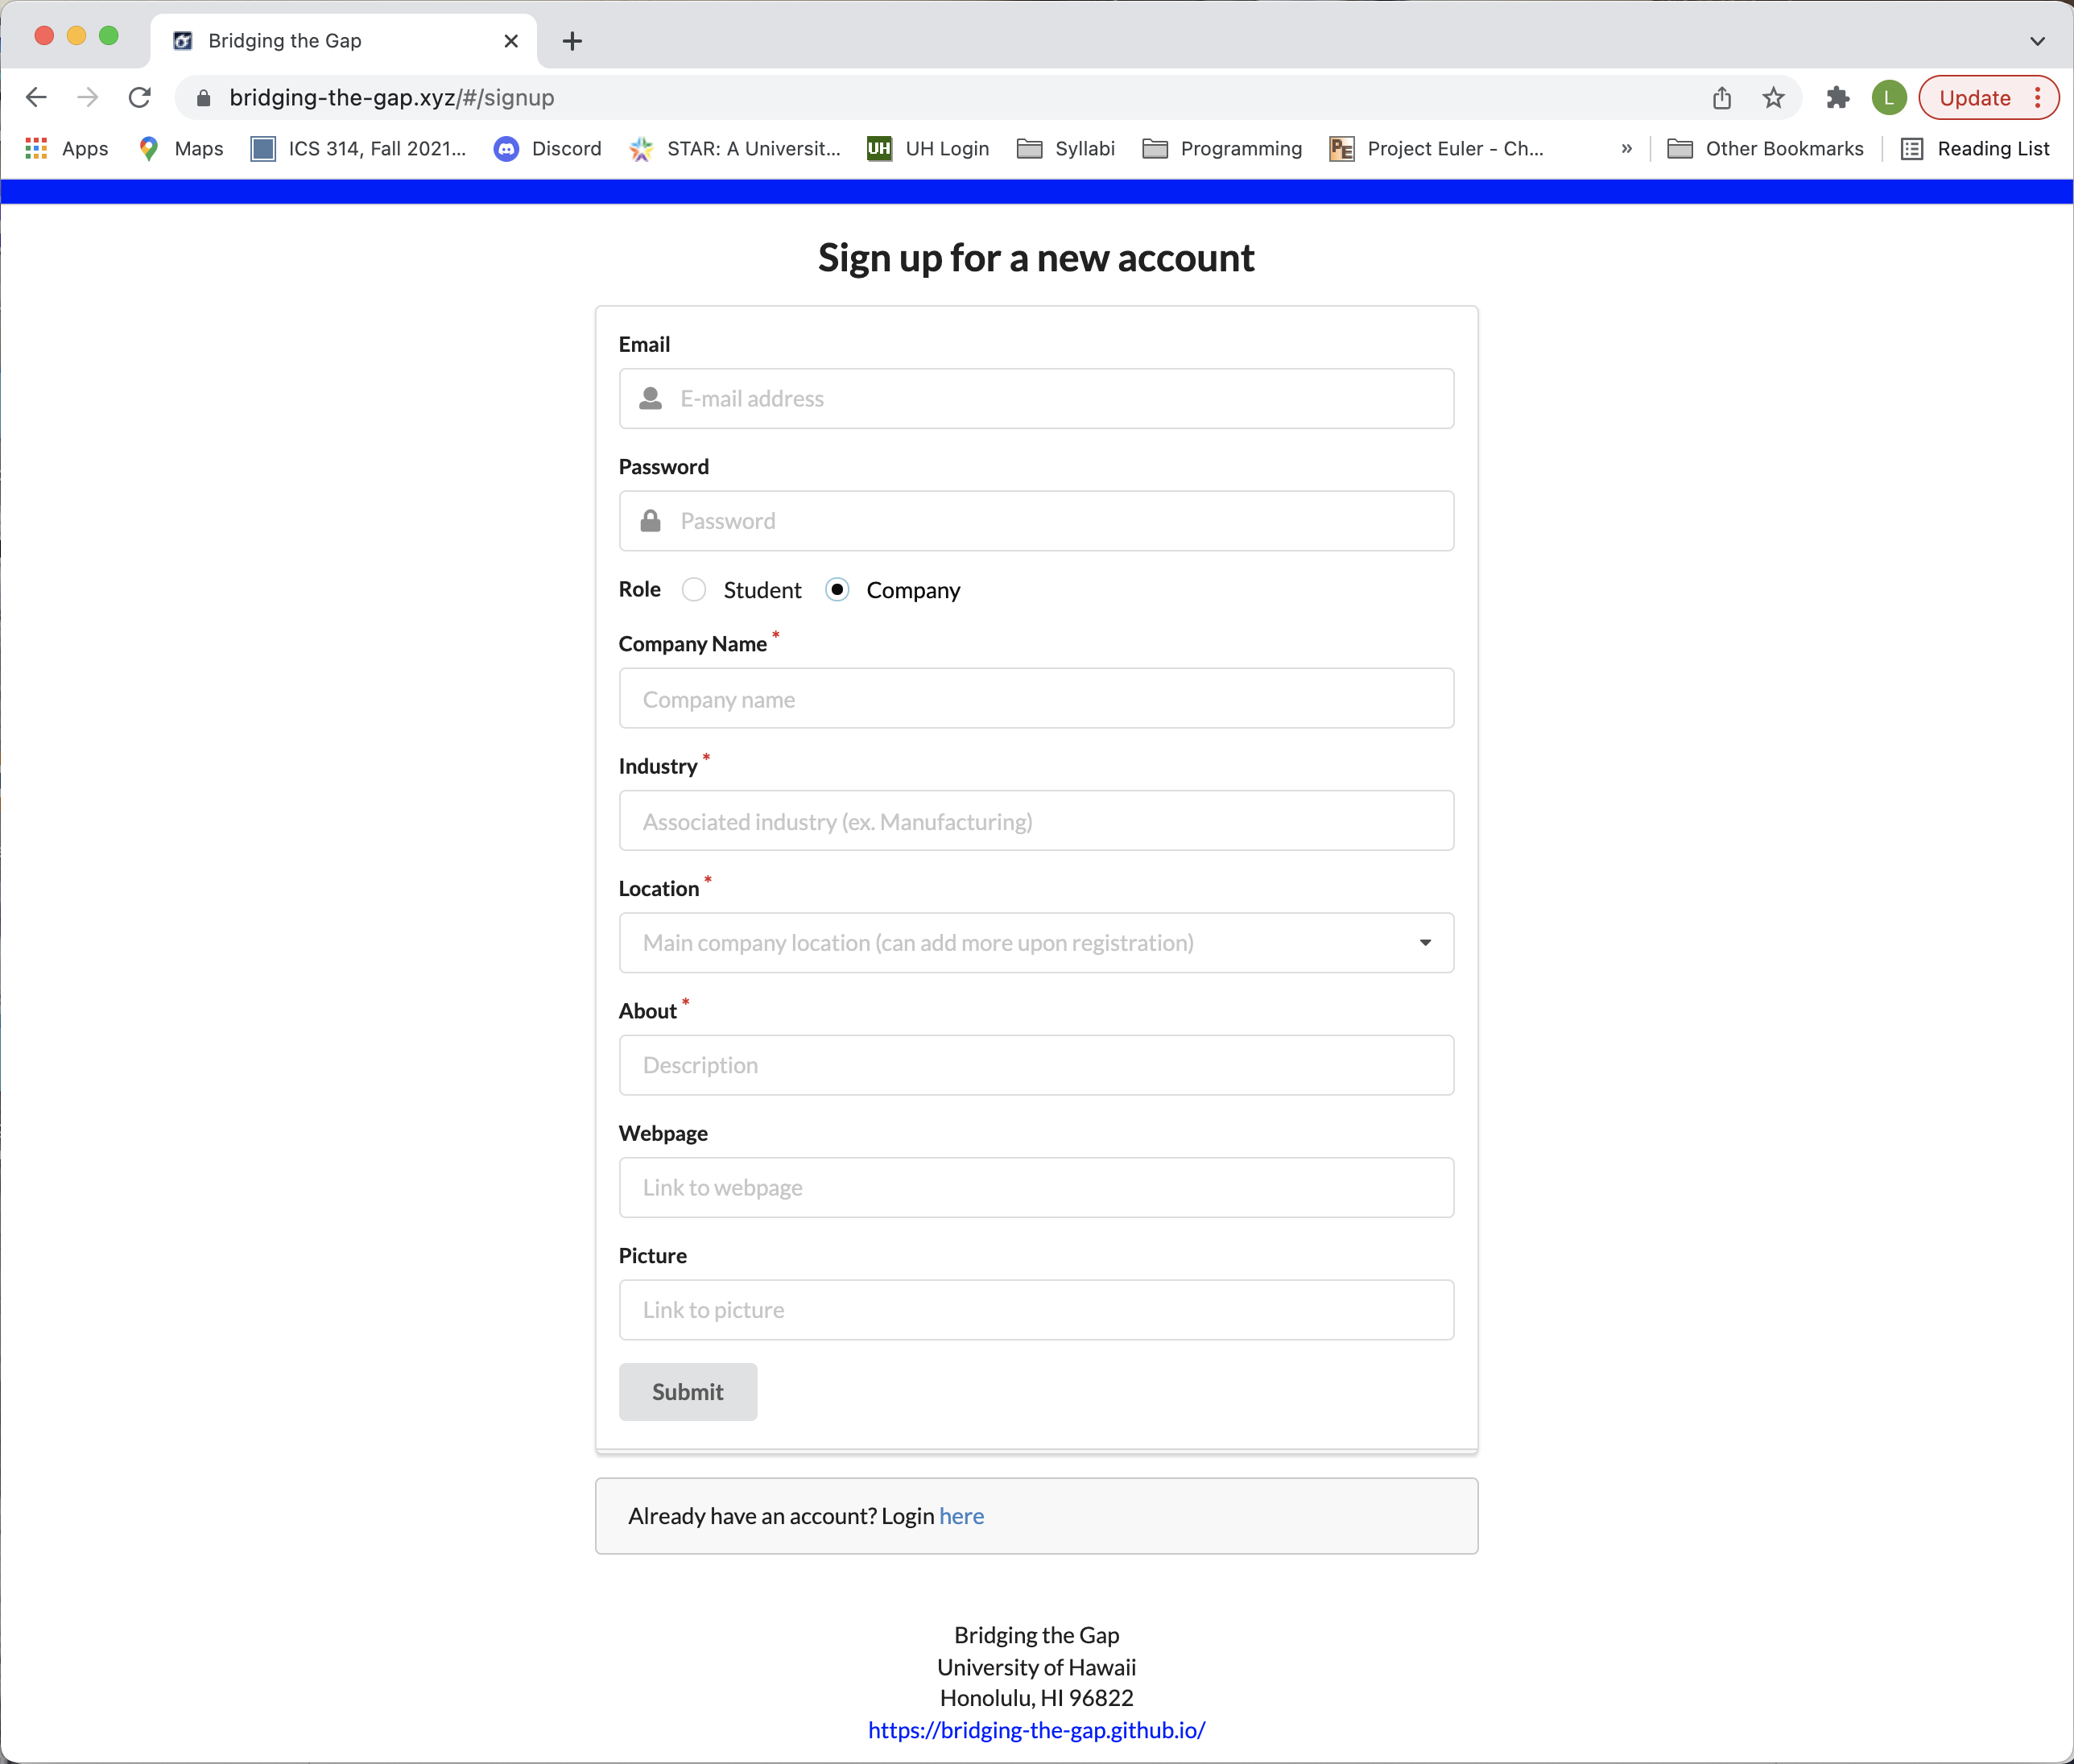 Bridging the Gap
bridging-the-gap.xyz/#/signup
L
Update
Apps
Maps
ICS 314, Fall 2021...
Discord
STAR: A Universit...
UH
UH Login
Syllabi
Programming
PE
Project Euler - Ch...
»
Other Bookmarks
Reading List
Sign up for a new account
Email
E-mail address
Password
Password
Role Student Company
Company Name *
Company name
Industry *
Associated industry (ex. Manufacturing)
Location *
Main company location (can add more upon registration)
About *
Description
Webpage
Link to webpage
Picture
Link to picture
Submit
Already have an account? Login here
Bridging the Gap
University of Hawaii
Honolulu, HI 96822
https://bridging-the-gap.github.io/